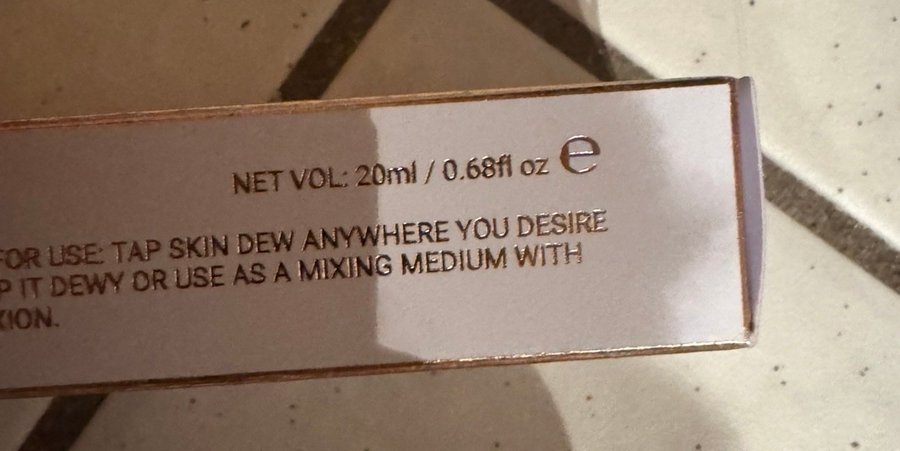 NET VOL: 20ml / 0.68fl oz ℮
FOR USE: TAP SKIN DEW ANYWHERE YOU DESIRE
IT DEWY OR USE AS A MIXING MEDIUM WITH